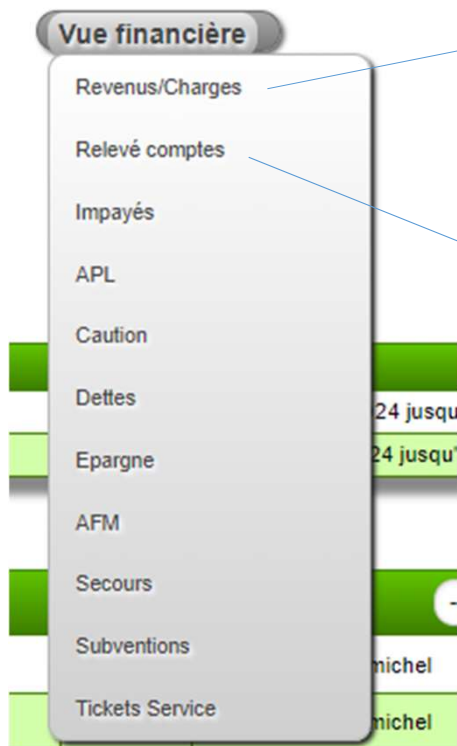 Vue financière
Revenus/Charges
Relevé comptes
Impayés
APL
Caution
Dettes
24 jusqu
Epargne
24 jusqu'
AFM
Secours
-
Subventions
michel
Tickets Service
michel